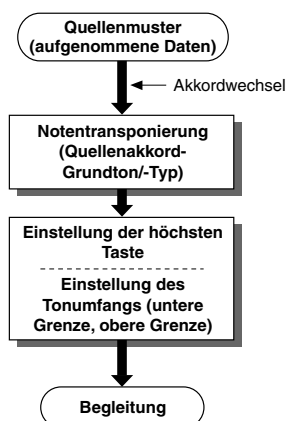 Quellenmuster
(aufgenommene Daten)
Akkordwechsel
Notentransponierung
(Quellenakkord-
Grundton/-Typ)
Einstellung der höchsten
Taste
Einstellung des
Tonumfangs (untere
Grenze, obere Grenze)
Begleitung